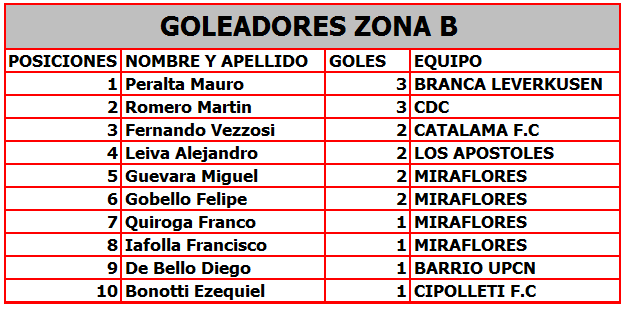 GOLEADORES ZONA B
POSICIONES NOMBRE Y APELLIDO GOLES EQUIPO
1 Peralta Mauro 3 BRANCA LEVERKUSEN
2 Romero Martin 3 CDC
3 Fernando Vezzosi 2 CATALAMA F.C
4 Leiva Alejandro 2 LOS APOSTOLES
5 Guevara Miguel 2 MIRAFLORES
6 Gobello Felipe 2 MIRAFLORES
7 Quiroga Franco 1 MIRAFLORES
8 Iafolla Francisco 1 MIRAFLORES
9 De Bello Diego 1 BARRIO UPCN
10 Bonotti Ezequiel 1 CIPOLLETI F.C